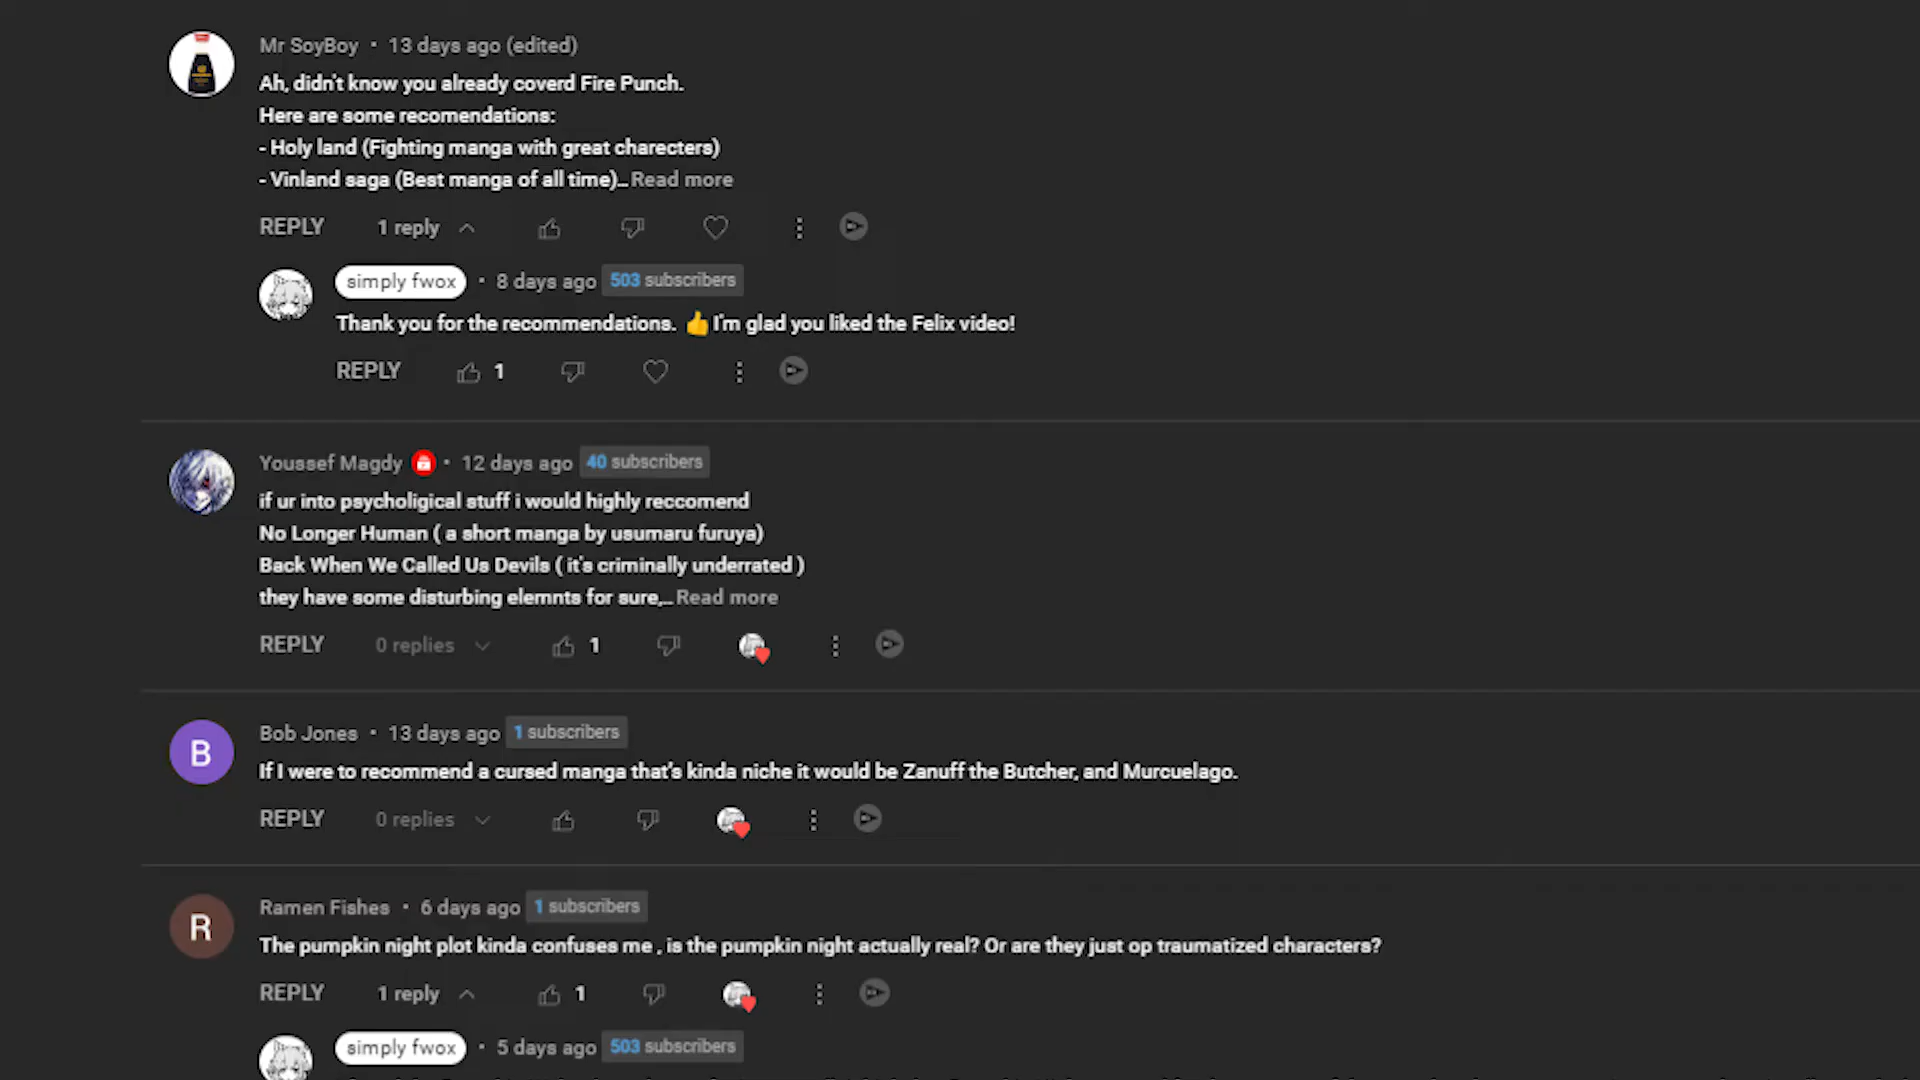 Mr SoyBoy • 13 days ago (edited)
Ah, didn't know you already coverd Fire Punch.
Here are some recomendations:
- Holy land (Fighting manga with great charecters)
- Vinland saga (Best manga of all time)... Read more
REPLY 1 reply
simply fwox • 8 days ago 503 subscribers
Thank you for the recommendations. 👍I'm glad you liked the Felix video!
REPLY 1
Youssef Magdy • 12 days ago 40 subscribers
if ur into psycholigical stuff i would highly reccomend
No Longer Human ( a short manga by usumaru furuya)
Back When We Called Us Devils ( it's criminally underrated )
they have some disturbing elemnts for sure,... Read more
REPLY 0 replies 1
B
Bob Jones • 13 days ago 1 subscribers
If I were to recommend a cursed manga that's kinda niche it would be Zanuff the Butcher, and Murcuelago.
REPLY 0 replies
R
Ramen Fishes • 6 days ago 1 subscribers
The pumpkin night plot kinda confuses me , is the pumpkin night actually real? Or are they just op traumatized characters?
REPLY 1 reply 1
simply fwox • 5 days ago 503 subscribers